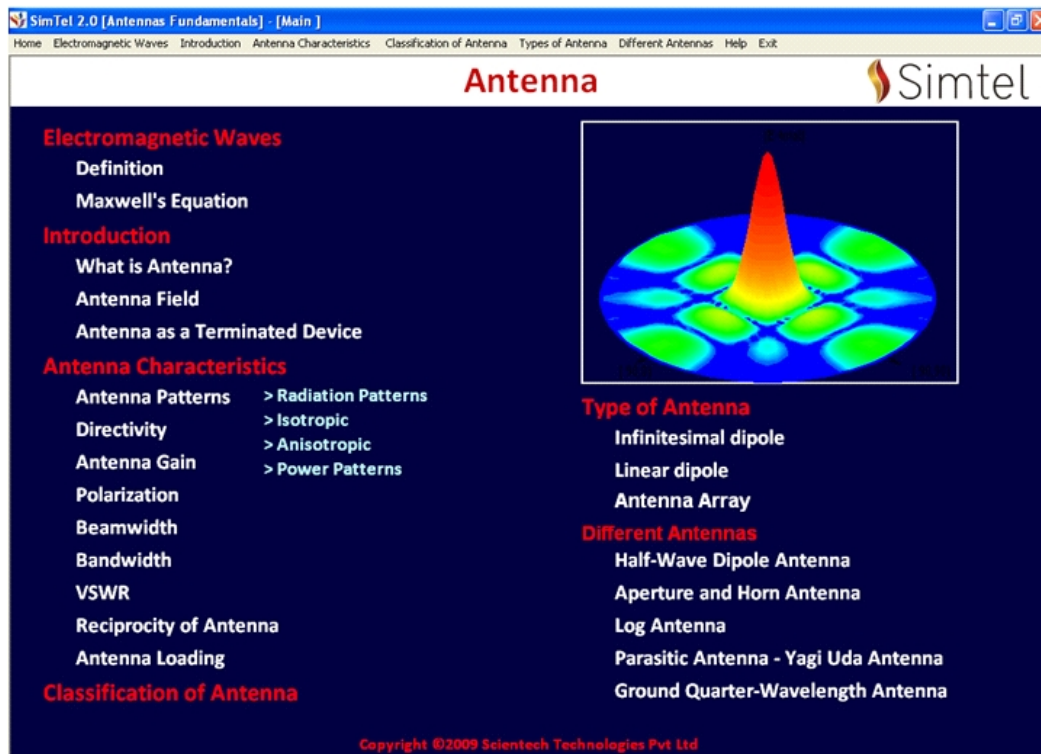 SimTel 2.0 [Antennas Fundamentals] - [Main ]
Home Electromagnetic Waves Introduction Antenna Characteristics Classification of Antenna Types of Antenna Different Antennas Help Exit
Antenna
Simtel
Electromagnetic Waves
Definition
Maxwell's Equation
Introduction
What is Antenna?
Antenna Field
Antenna as a Terminated Device
Antenna Characteristics
Antenna Patterns
> Radiation Patterns
> Isotropic
> Anisotropic
> Power Patterns
Directivity
Antenna Gain
Polarization
Beamwidth
Bandwidth
VSWR
Reciprocity of Antenna
Antenna Loading
Classification of Antenna
Type of Antenna
Infinitesimal dipole
Linear dipole
Antenna Array
Different Antennas
Half-Wave Dipole Antenna
Aperture and Horn Antenna
Log Antenna
Parasitic Antenna - Yagi Uda Antenna
Ground Quarter-Wavelength Antenna
Copyright ©2009 Scientech Technologies Pvt Ltd